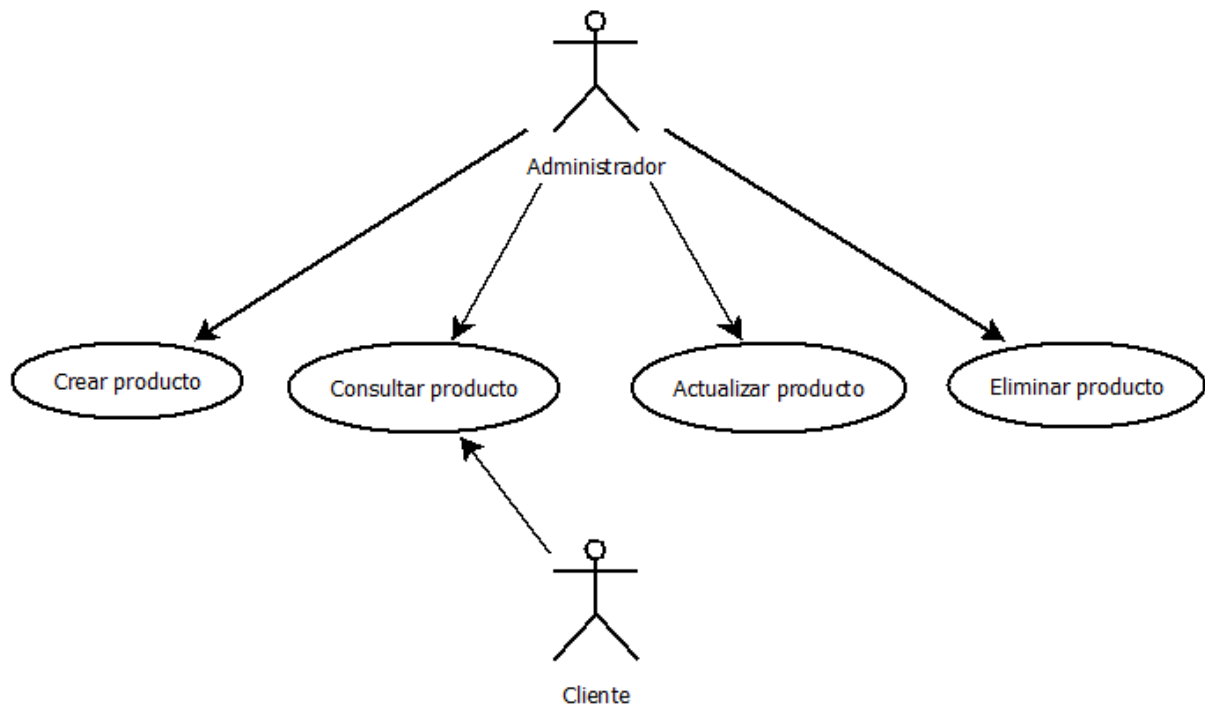 Administrador
Crear producto
Consultar producto
Actualizar producto
Eliminar producto
Cliente